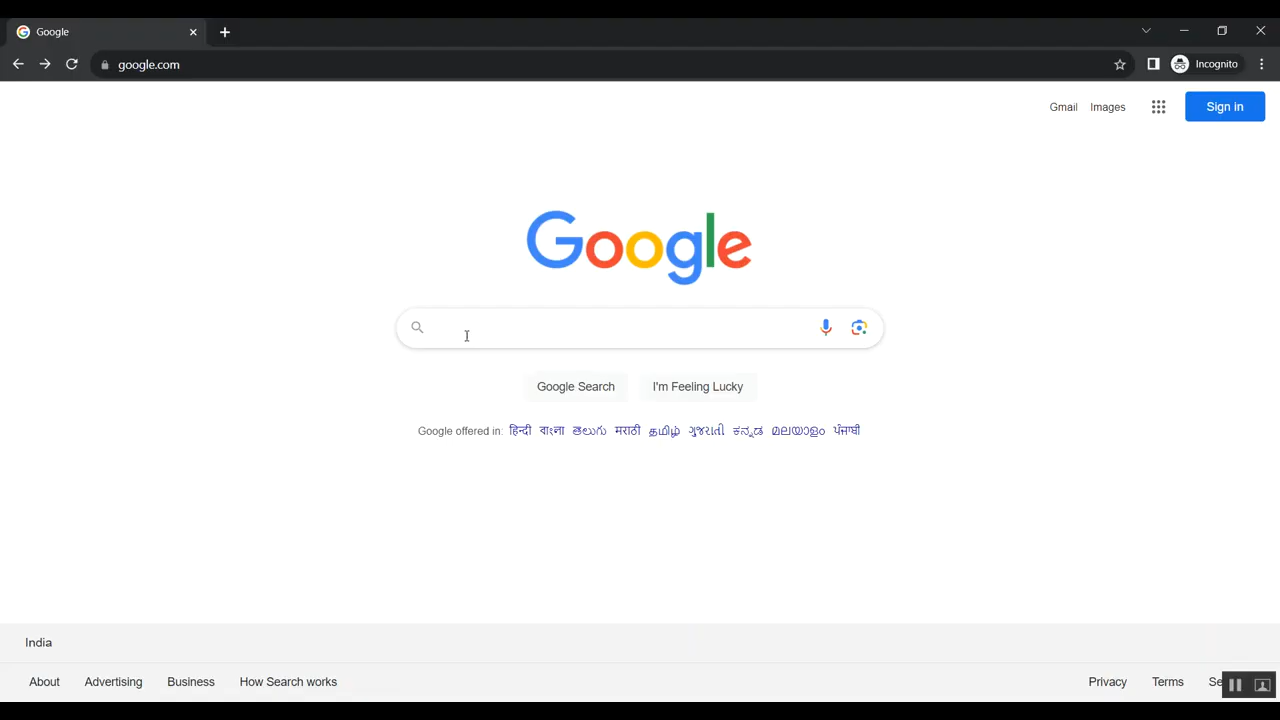 Google
google.com
Incognito
Gmail Images Sign in
Google
Google Search I'm Feeling Lucky
Google offered in: हिन्दी বাংলা తెలుగు मराठी தமிழ் ગુજરાતી ಕನ್ನಡ മലയാളം ਪੰਜਾਬੀ
India
About Advertising Business How Search works Privacy Terms